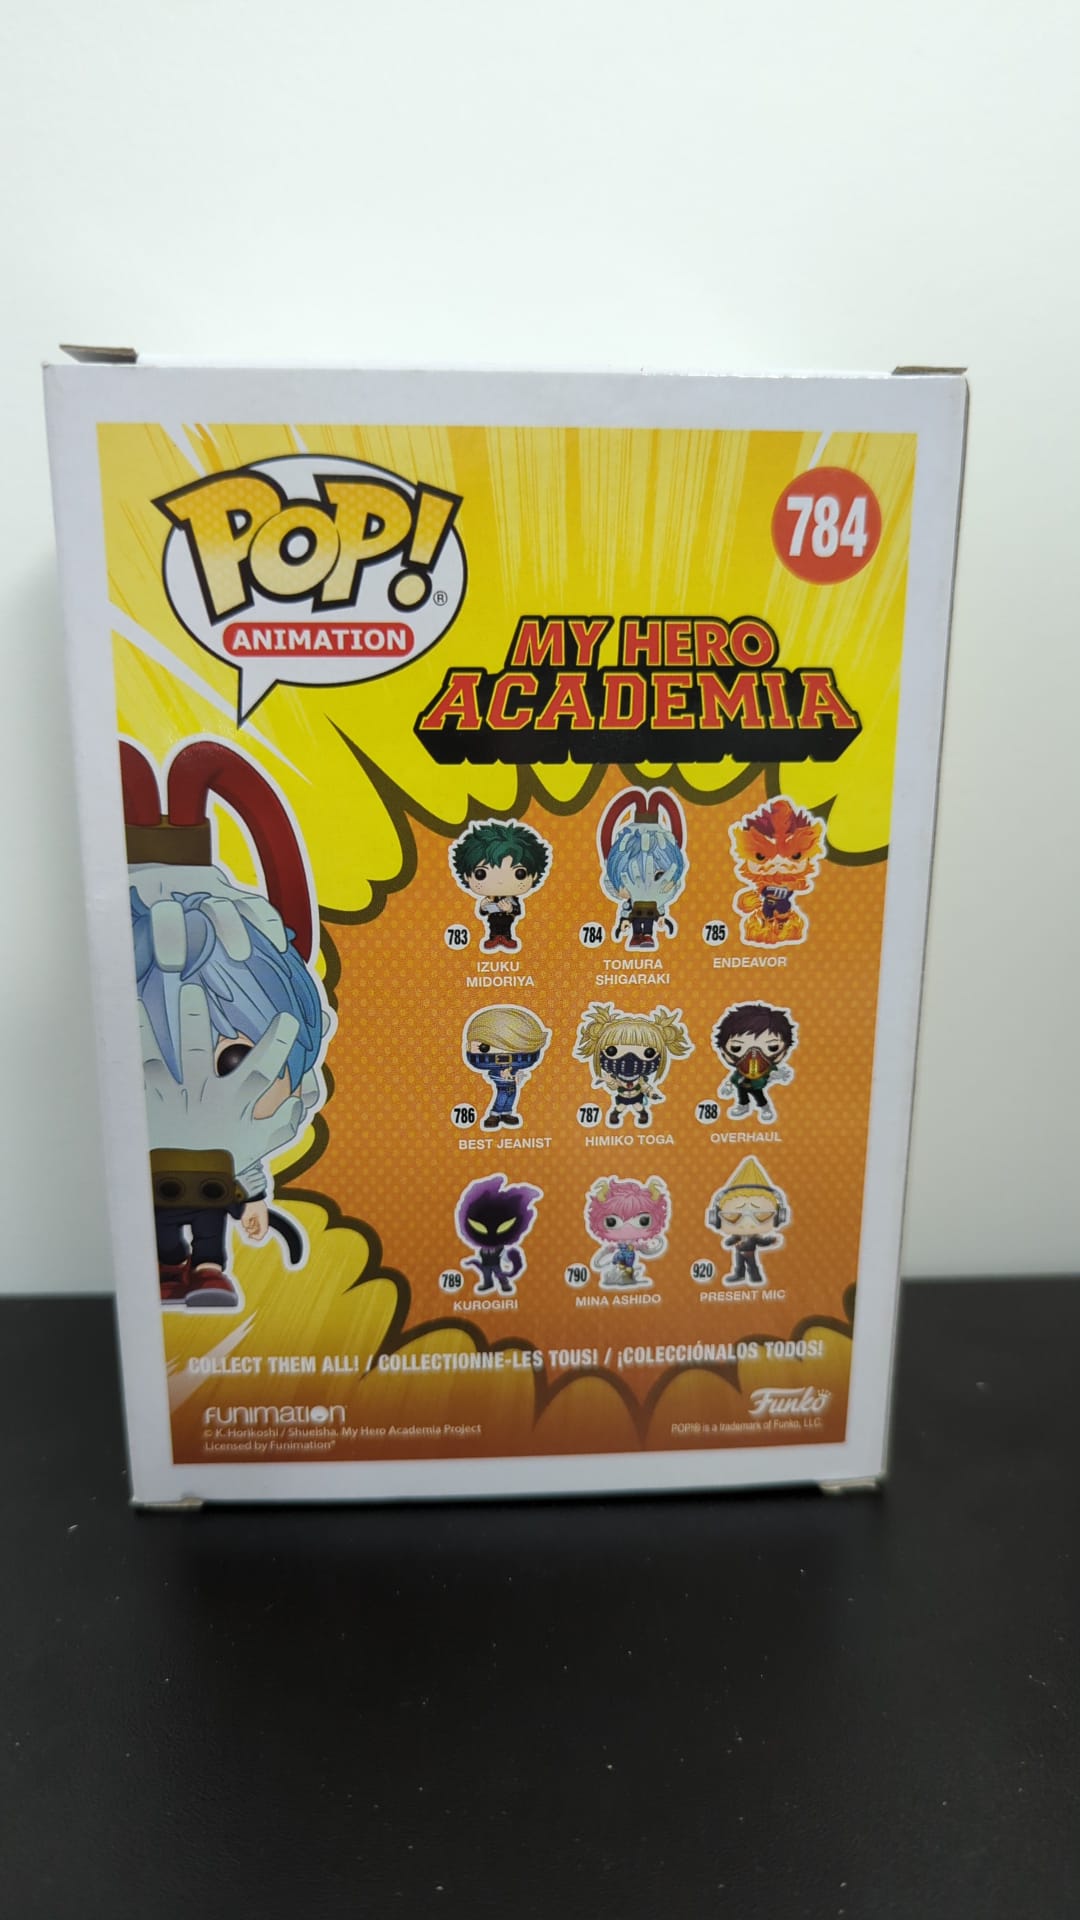 POP!®
ANIMATION
784
MY HERO
ACADEMIA
783
IZUKU
MIDORIYA
784
TOMURA
SHIGARAKI
785
ENDEAVOR
786
BEST JEANIST
787
HIMIKO TOGA
788
OVERHAUL
789
KUROGIRI
790
MINA ASHIDO
920
PRESENT MIC
COLLECT THEM ALL! / COLLECTIONNE-LES TOUS! / ¡COLECCIÓNALOS TODOS!
FUNIMATION
© K. Horikoshi / Shueisha, My Hero Academia Project
Licensed by Funimation®
Funko
POP!® is a trademark of Funko, LLC.